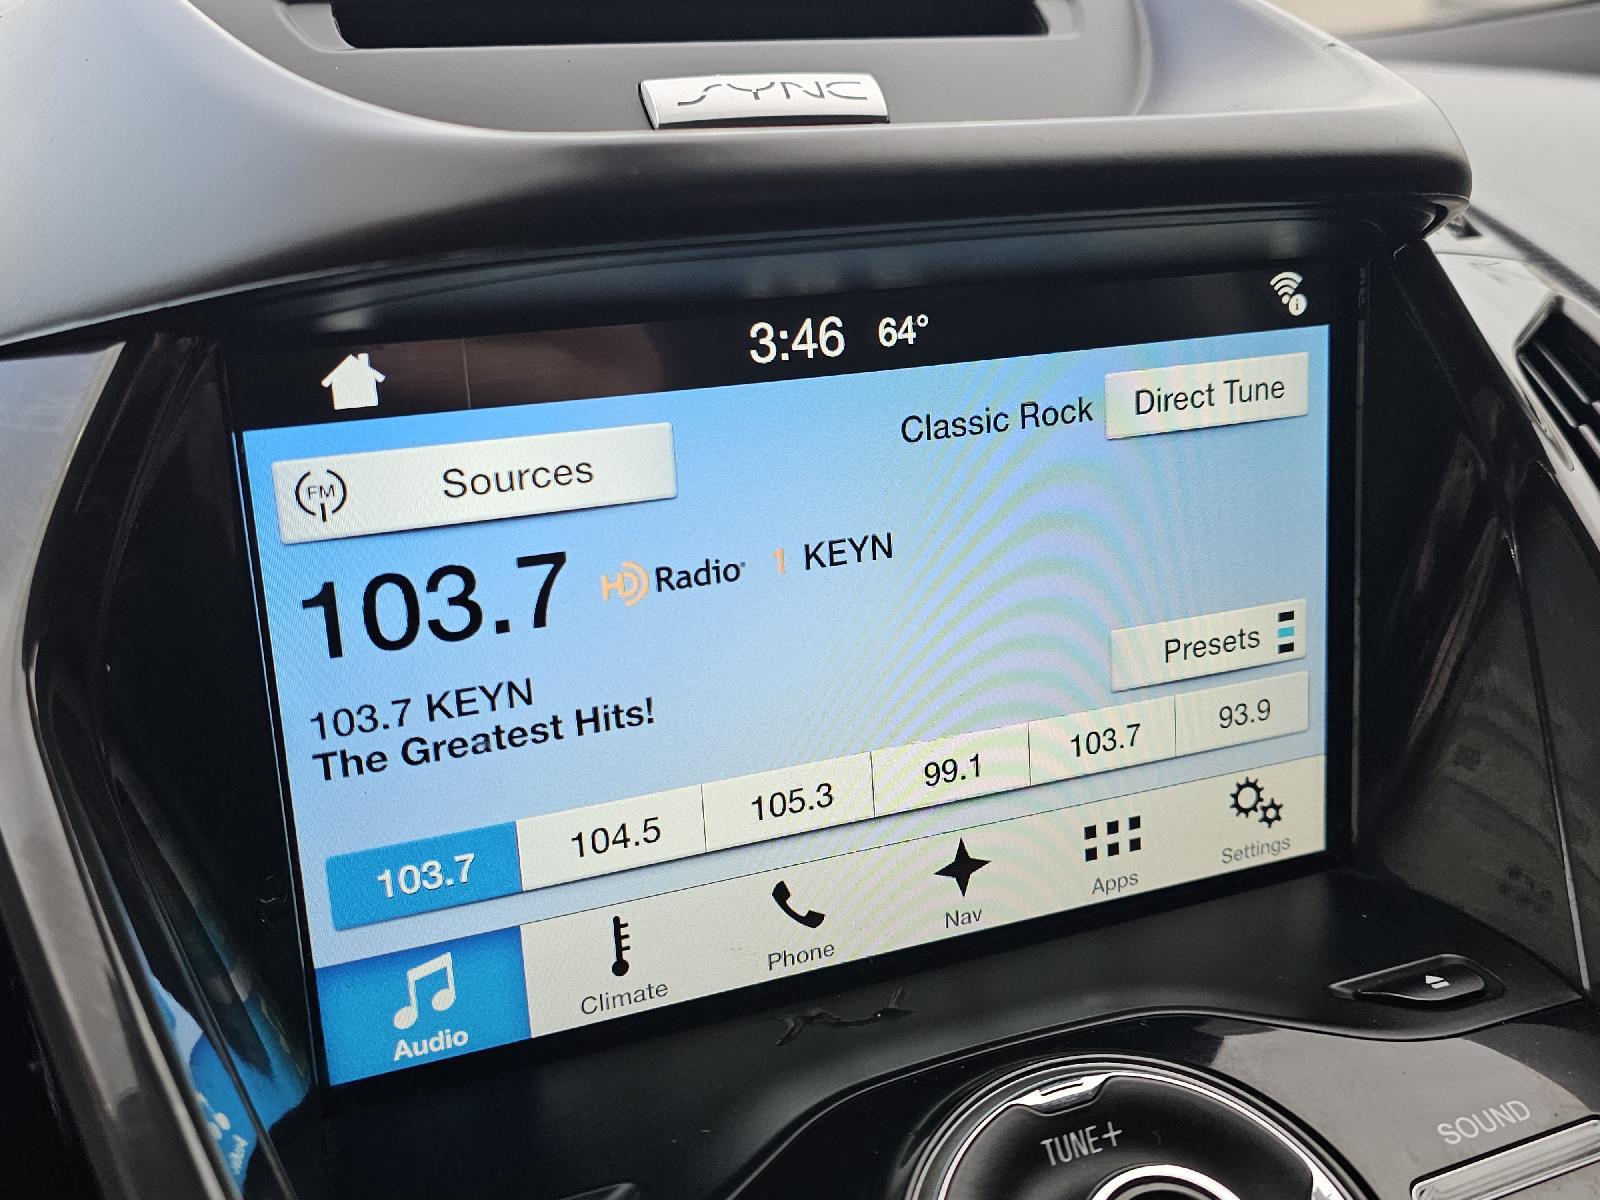 SYNC
3:46 64°
Classic Rock Direct Tune
FM Sources
103.7 HD Radio 1 KEYN
Presets
103.7 KEYN
The Greatest Hits!
103.7 104.5 105.3 99.1 103.7 93.9
Audio Climate Phone Nav Apps Settings
TUNE+
SOUND